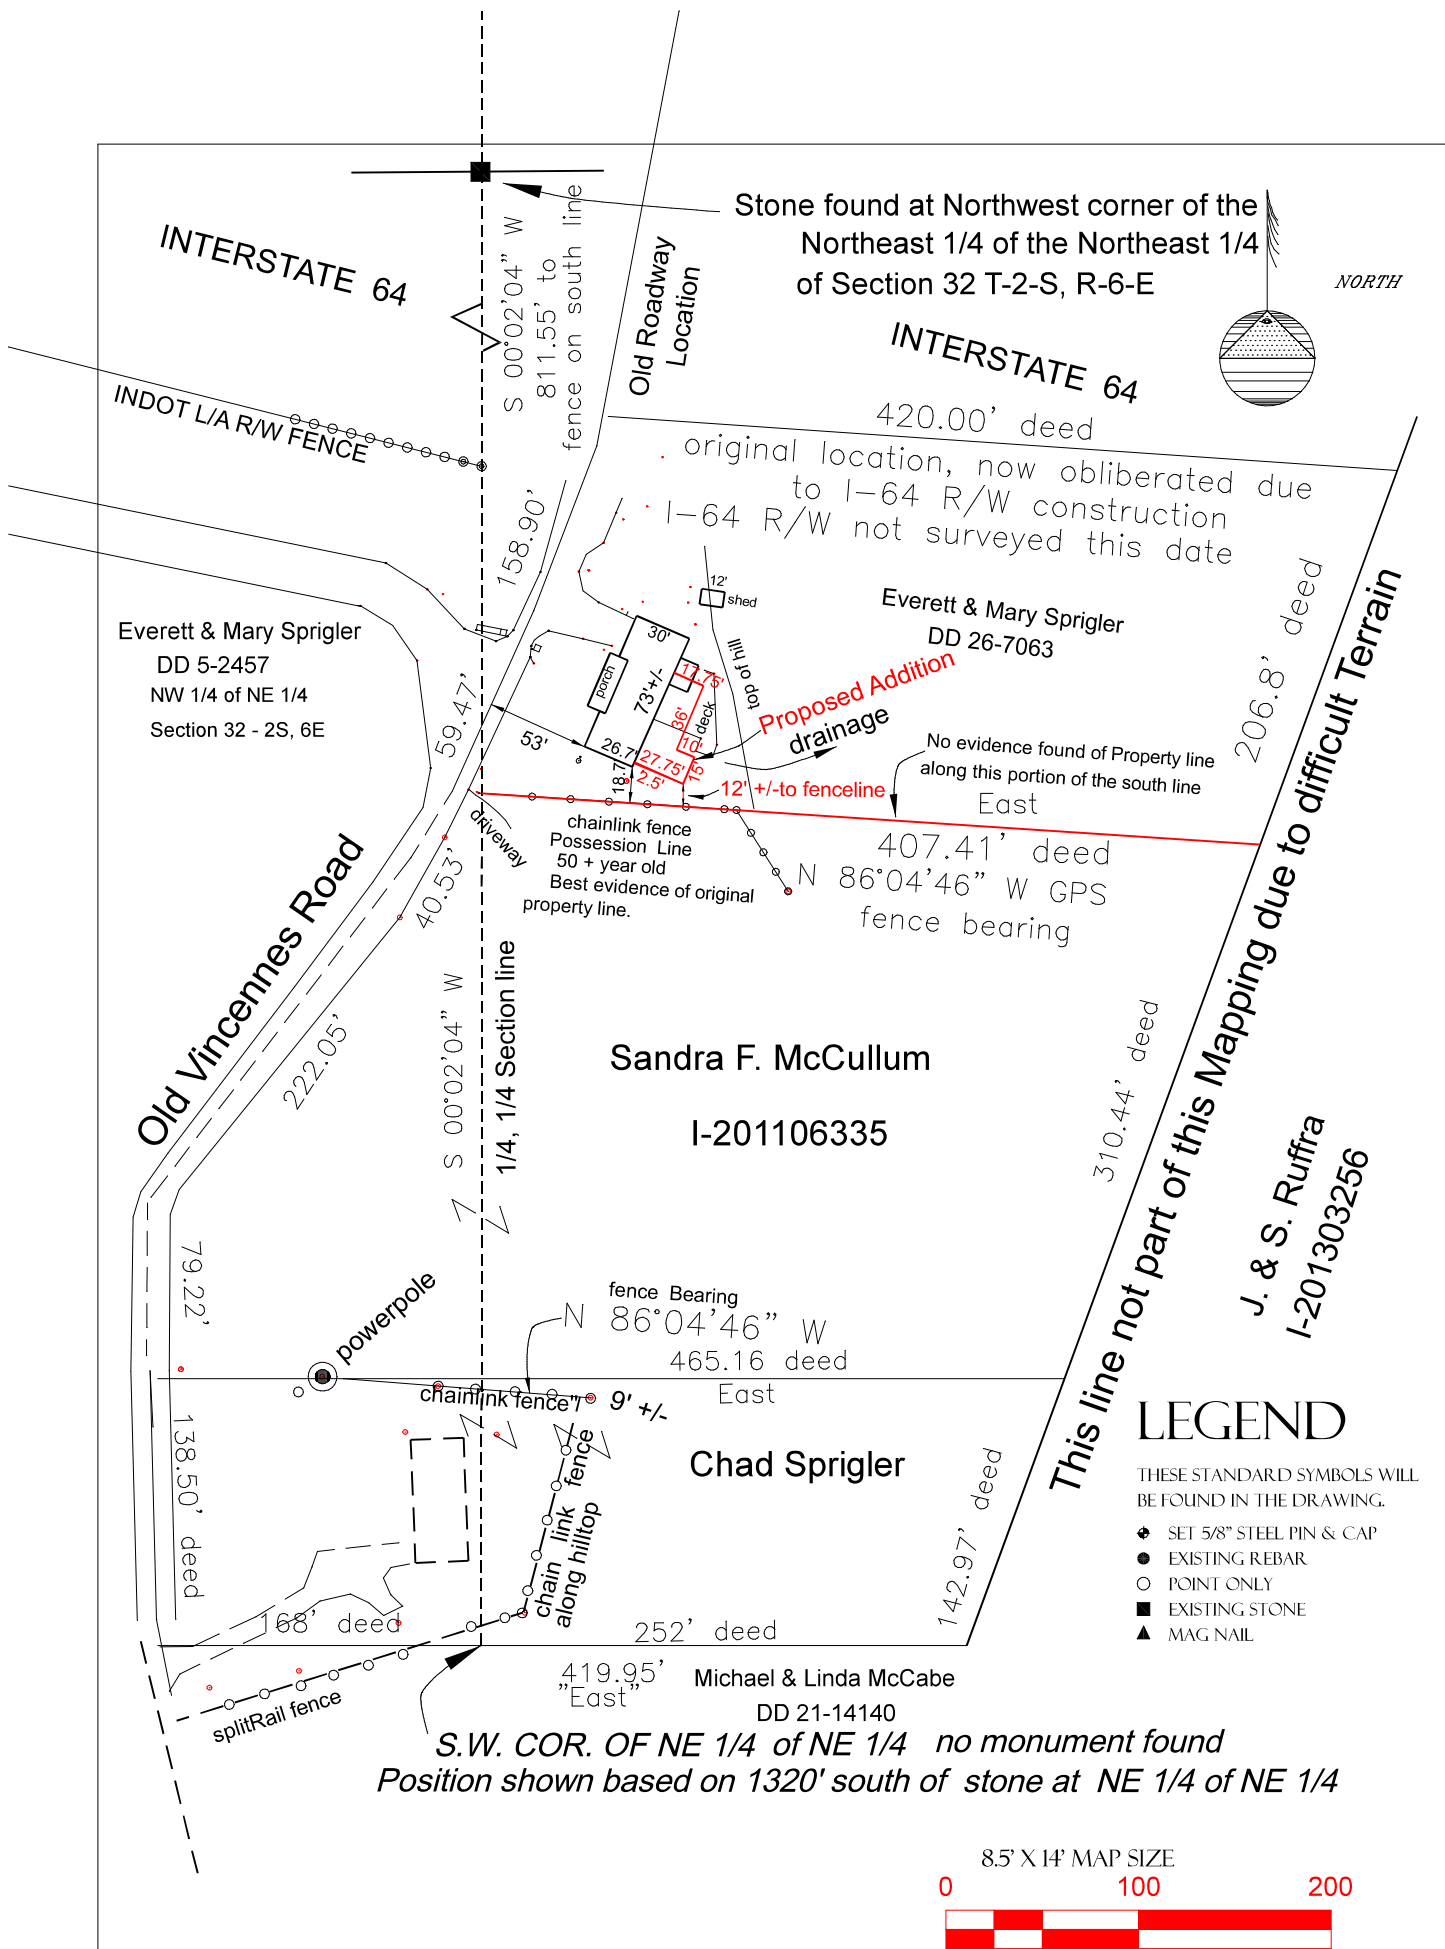 Stone found at Northwest corner of the
Northeast 1/4 of the Northeast 1/4
of Section 32 T-2-S, R-6-E
NORTH
INTERSTATE 64
S 00°02'04" W
811.55' to
fence on south line
Old Roadway
Location
INTERSTATE 64
INDOT L/A R/W FENCE
420.00' deed
original location, now obliberated due
to I-64 R/W construction
I-64 R/W not surveyed this date
158.90'
206.8' deed
12'
shed
Everett & Mary Sprigler
DD 26-7063
Everett & Mary Sprigler
DD 5-2457
NW 1/4 of NE 1/4
Section 32 - 2S, 6E
30'
porch
73'+/-
17.75'
36'
deck
top of hill
10'
15'
Proposed Addition
drainage
59.47'
53'
26.7'
27.75'
18.7'
2.5'
12' +/-to fenceline
No evidence found of Property line
along this portion of the south line
East
407.41' deed
N 86°04'46" W GPS
fence bearing
driveway
chainlink fence
Possession Line
50 + year old
Best evidence of original
property line.
40.53'
Old Vincennes Road
222.05'
S 00°02'04" W
1/4, 1/4 Section line
Sandra F. McCullum
I-201106335
310.44' deed
This line not part of this Mapping due to difficult Terrain
J. & S. Ruffra
I-201303256
79.22'
powerpole
fence Bearing
N 86°04'46" W
465.16 deed
East
chainlink fence"/
9' +/-
138.50' deed
chain link fence
along hilltop
Chad Sprigler
142.97' deed
168' deed
252' deed
419.95'
"East"
Michael & Linda McCabe
DD 21-14140
splitRail fence
S.W. COR. OF NE 1/4 of NE 1/4 no monument found
Position shown based on 1320' south of stone at NE 1/4 of NE 1/4
LEGEND
THESE STANDARD SYMBOLS WILL
BE FOUND IN THE DRAWING.
SET 5/8" STEEL PIN & CAP
EXISTING REBAR
POINT ONLY
EXISTING STONE
MAG NAIL
8.5' X 14' MAP SIZE
0 100 200